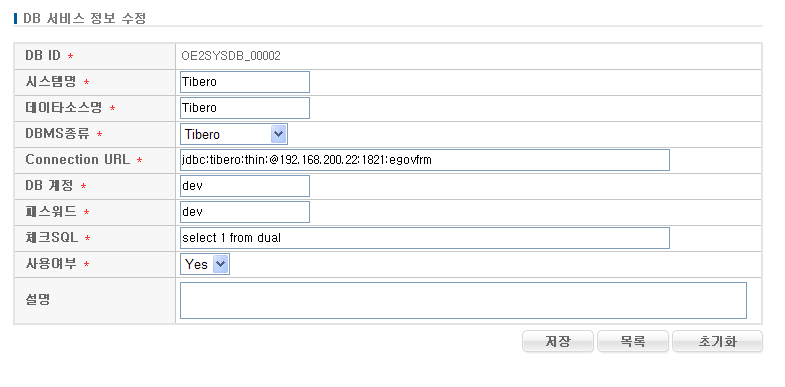 DB 서비스 정보 수정
DB ID * OE2SYSDB_00002
시스템명 * Tibero
데이타소스명 * Tibero
DBMS종류 * Tibero
Connection URL * jdbc:tibero:thin:@192.168.200.22:1821:egovfrm
DB 계정 * dev
패스워드 * dev
체크SQL * select 1 from dual
사용여부 * Yes
설명
저장 목록 초기화